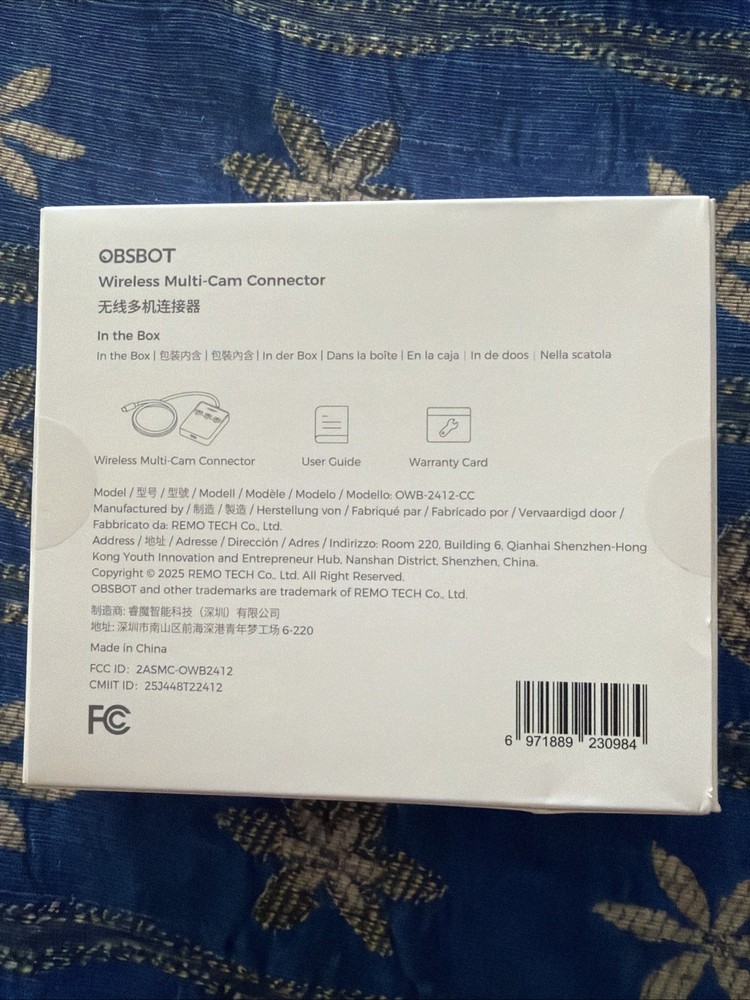 OBSBOT
Wireless Multi-Cam Connector
无线多机连接器
In the Box
In the Box | 包装内含 | 包裝內含 | In der Box | Dans la boîte | En la caja | In de doos | Nella scatola
Wireless Multi-Cam Connector
User Guide
Warranty Card
Model / 型号 / 型號 / Modell / Modèle / Modelo / Modello: OWB-2412-CC
Manufactured by / 制造 / 製造 / Herstellung von / Fabriqué par / Fabricado por / Vervaardigd door /
Fabbricato da: REMO TECH Co., Ltd.
Address / 地址 / Adresse / Dirección / Adres / Indirizzo: Room 220, Building 6, Qianhai Shenzhen-Hong
Kong Youth Innovation and Entrepreneur Hub, Nanshan District, Shenzhen, China.
Copyright © 2025 REMO TECH Co., Ltd. All Right Reserved.
OBSBOT and other trademarks are trademark of REMO TECH Co., Ltd.
制造商: 睿魔智能科技（深圳）有限公司
地址: 深圳市南山区前海深港青年梦工场 6-220
Made in China
FCC ID: 2ASMC-OWB2412
CMIIT ID: 25J448T22412
FC
6 971889 230984